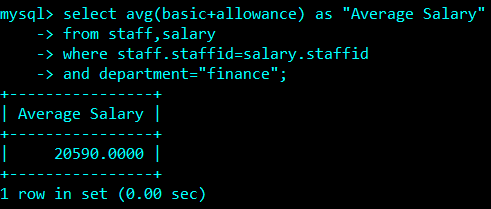 mysql> select avg(basic+allowance) as "Average Salary"
    -> from staff,salary
    -> where staff.staffid=salary.staffid
    -> and department="finance";
+----------------+
| Average Salary |
+----------------+
|     20590.0000 |
+----------------+
1 row in set (0.00 sec)